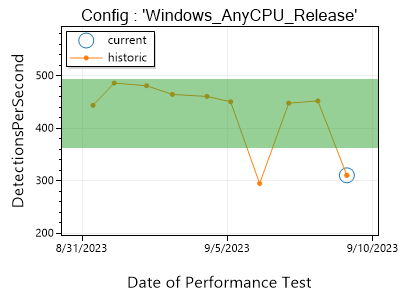 Config : 'Windows_AnyCPU_Release'
current
historic
DetectionsPerSecond
500
400
300
200
8/31/2023
9/5/2023
9/10/2023
Date of Performance Test